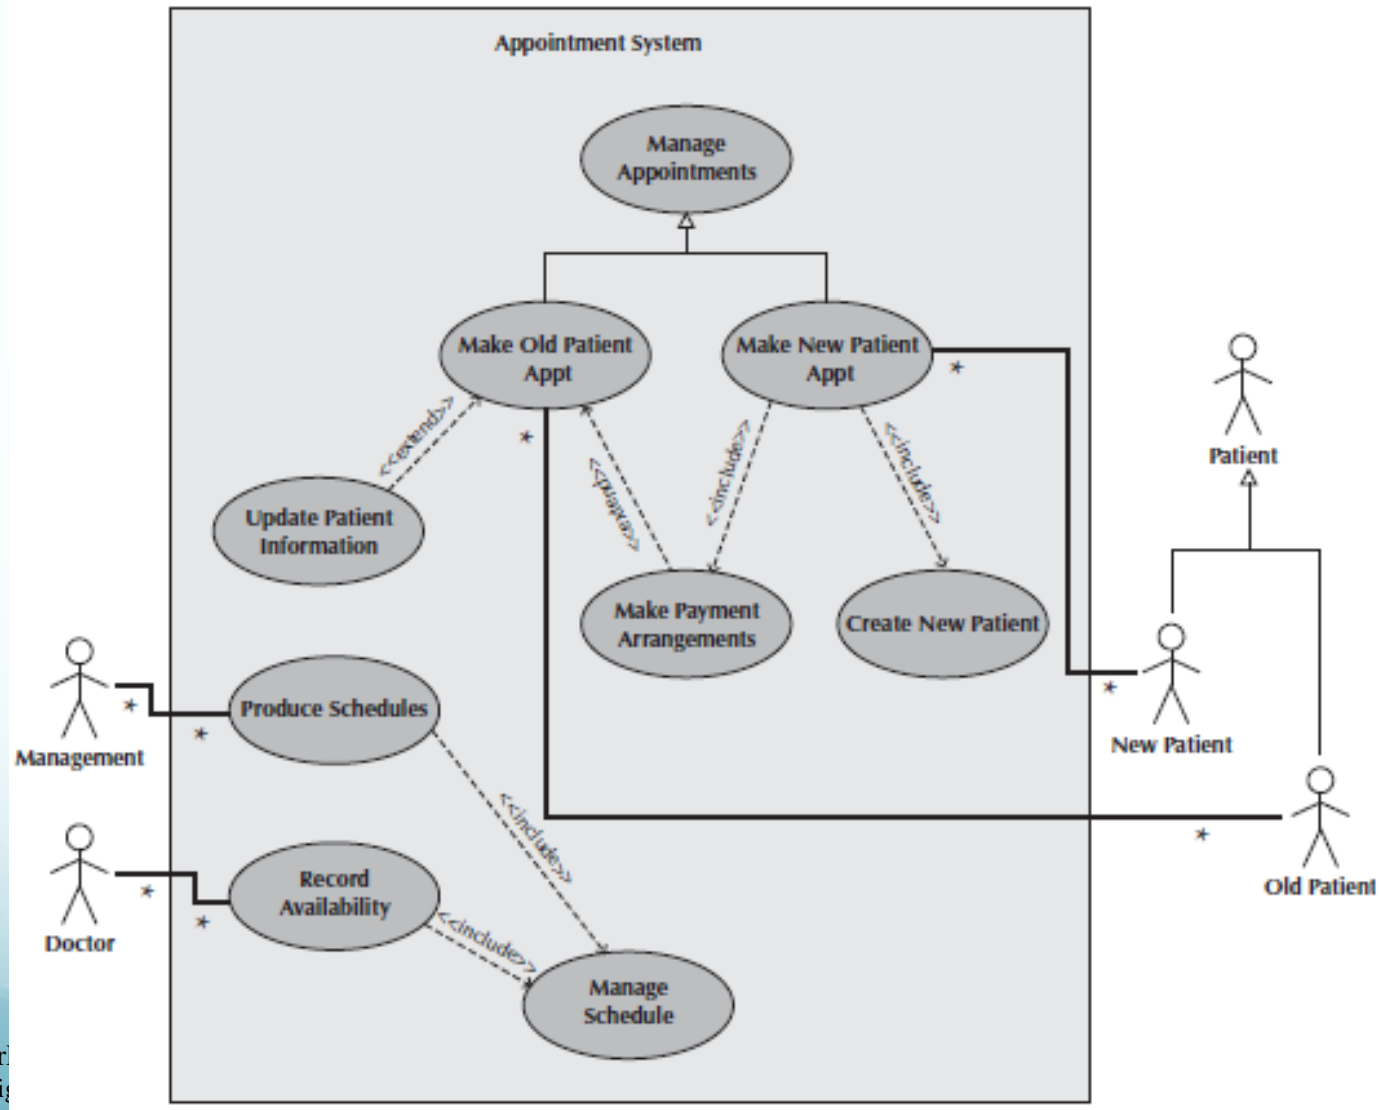 Appointment System
Manage
Appointments
Make Old Patient
Appt
Make New Patient
Appt
*
*
<<extend>>
<<extend>>
<<include>>
<<include>>
Patient
Update Patient
Information
Make Payment
Arrangements
Create New Patient
*
*
*
Produce Schedules
New Patient
Management
<<include>>
*
Record
Availability
*
*
<<include>>
Old Patient
Doctor
Manage
Schedule